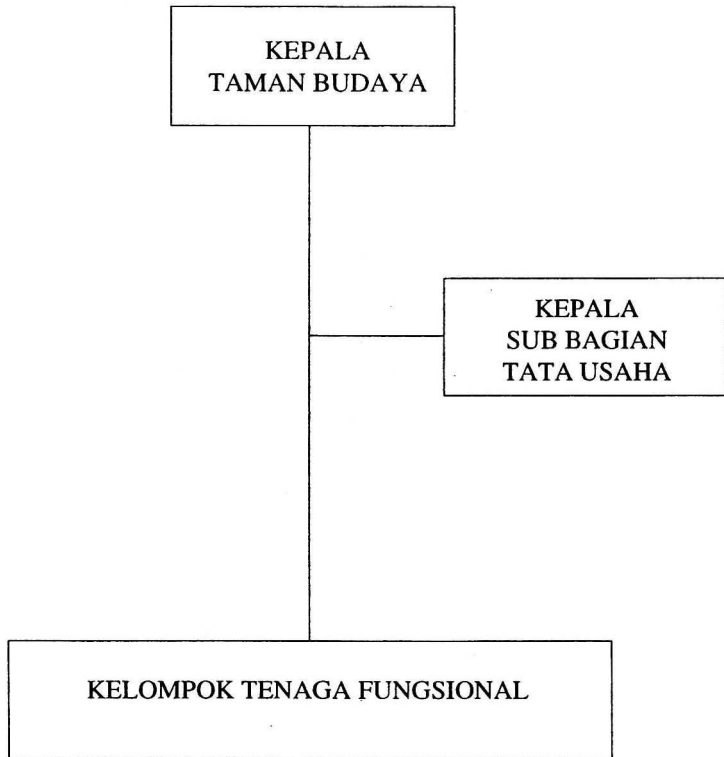 KEPALA
TAMAN BUDAYA
KEPALA
SUB BAGIAN
TATA USAHA
KELOMPOK TENAGA FUNGSIONAL